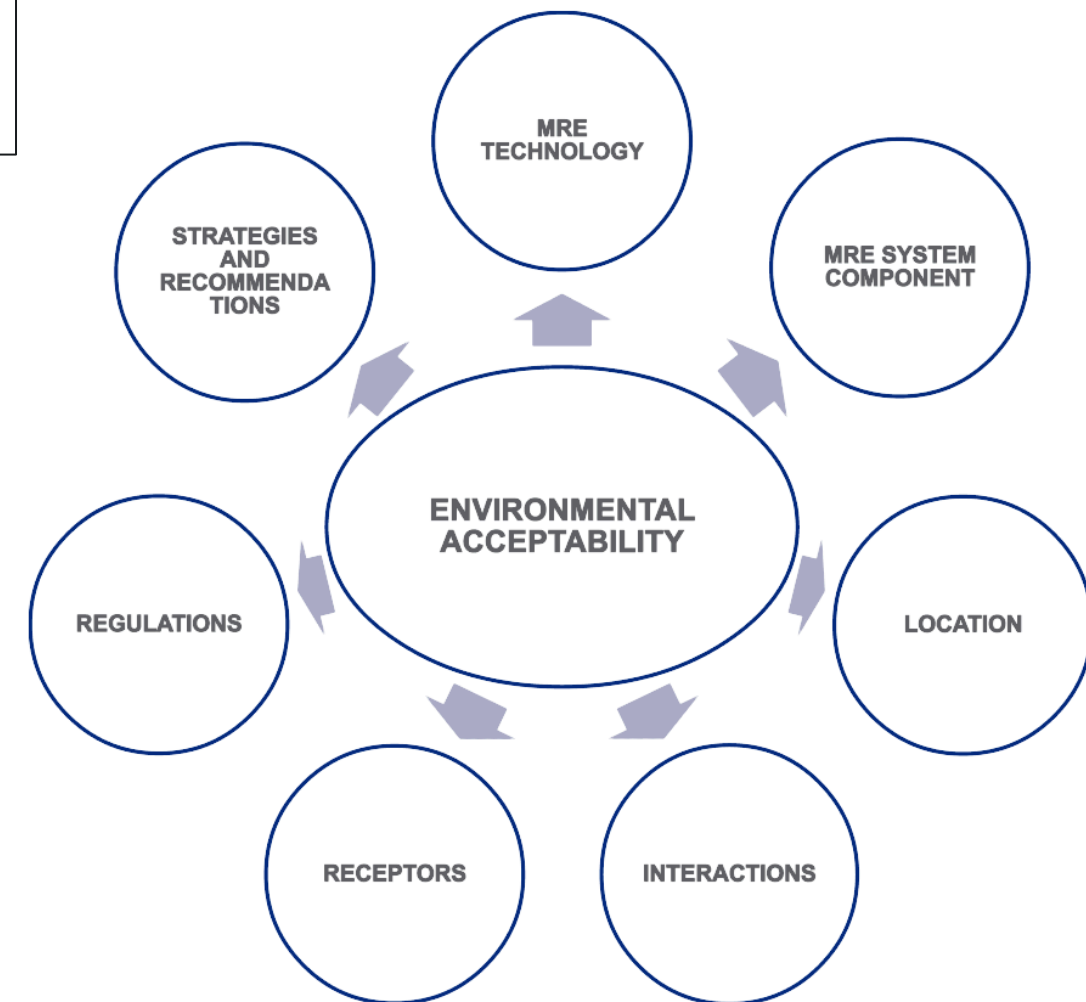 MRE
TECHNOLOGY
STRATEGIES
AND
RECOMMENDA
TIONS
MRE SYSTEM
COMPONENT
ENVIRONMENTAL
ACCEPTABILITY
REGULATIONS
LOCATION
RECEPTORS
INTERACTIONS